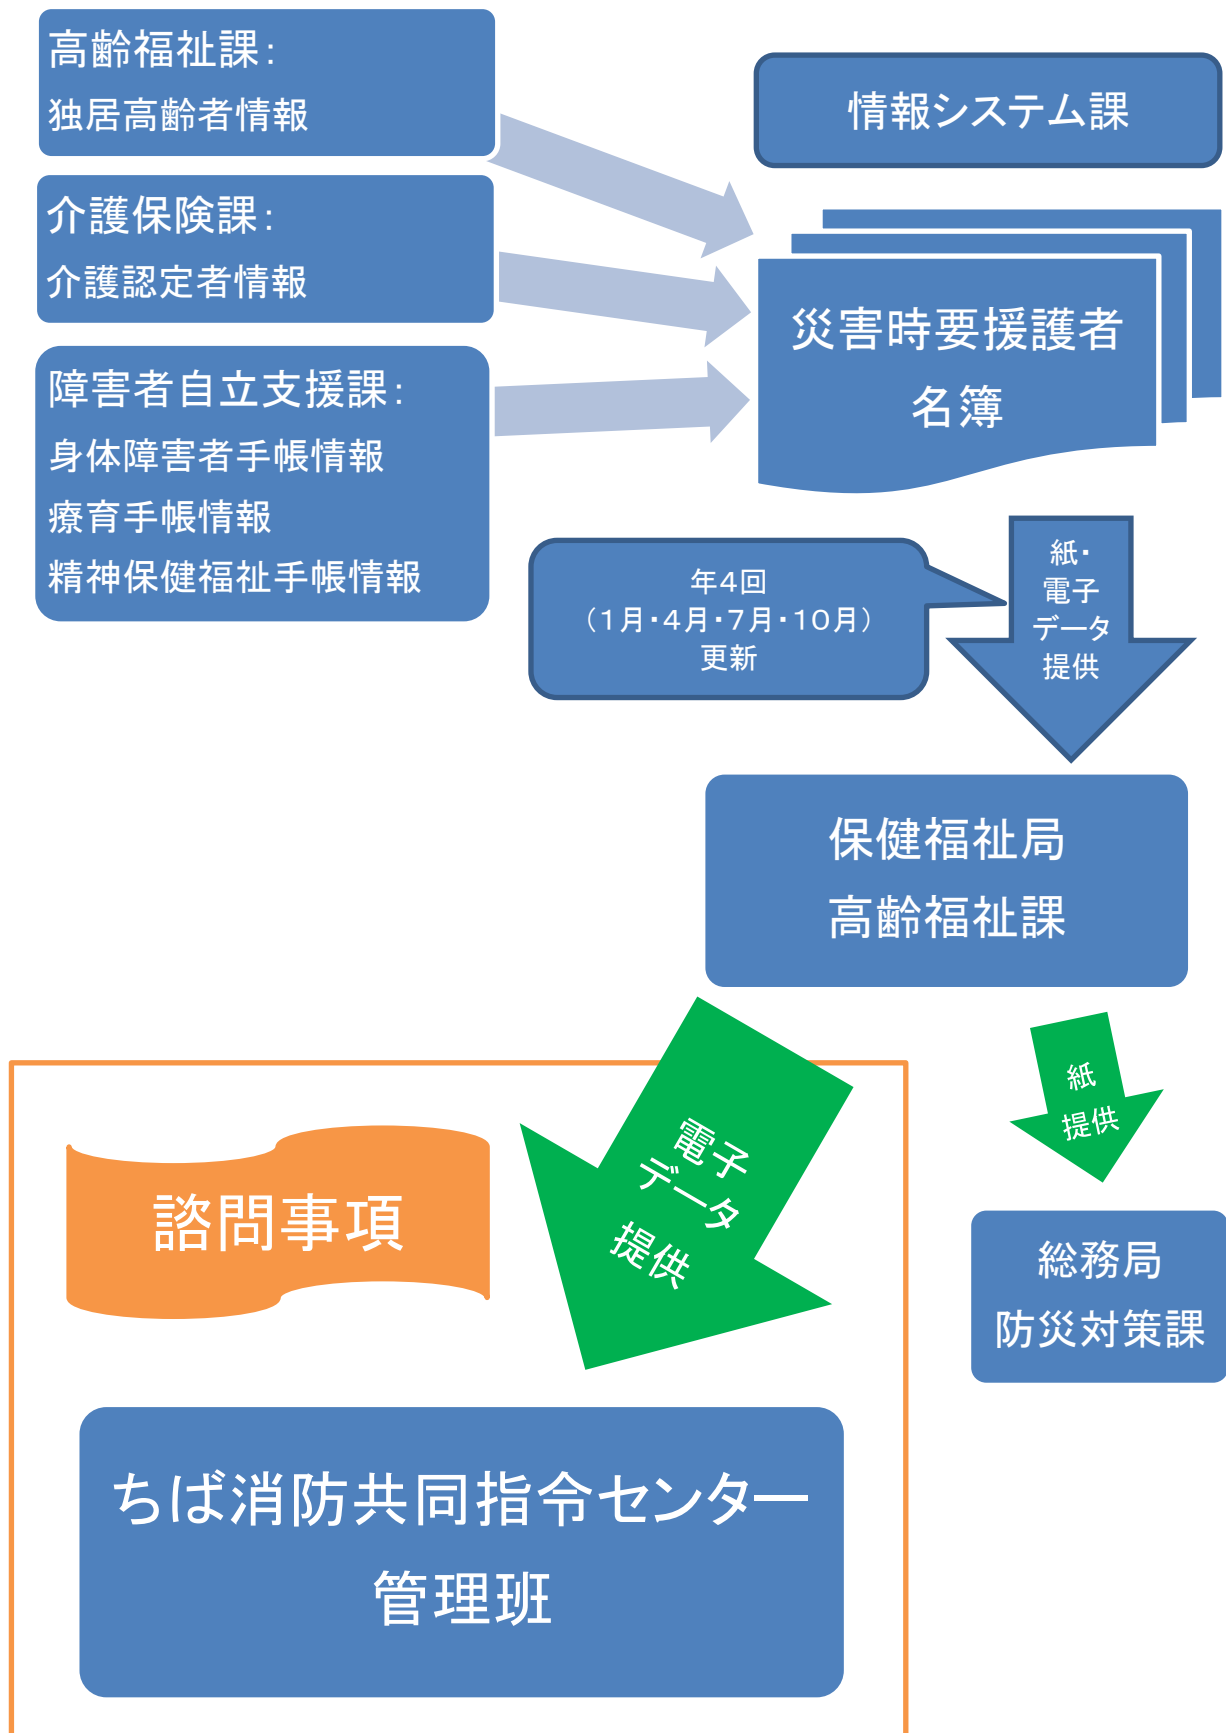 高齢福祉課：
独居高齢者情報
介護保険課：
介護認定者情報
障害者自立支援課：
身体障害者手帳情報
療育手帳情報
精神保健福祉手帳情報
情報システム課
災害時要援護者
名簿
年4回
（1月・4月・7月・10月）
更新
紙・
電子
データ
提供
保健福祉局
高齢福祉課
電子
データ
提供
紙
提供
諮問事項
総務局
防災対策課
ちば消防共同指令センター
管理班